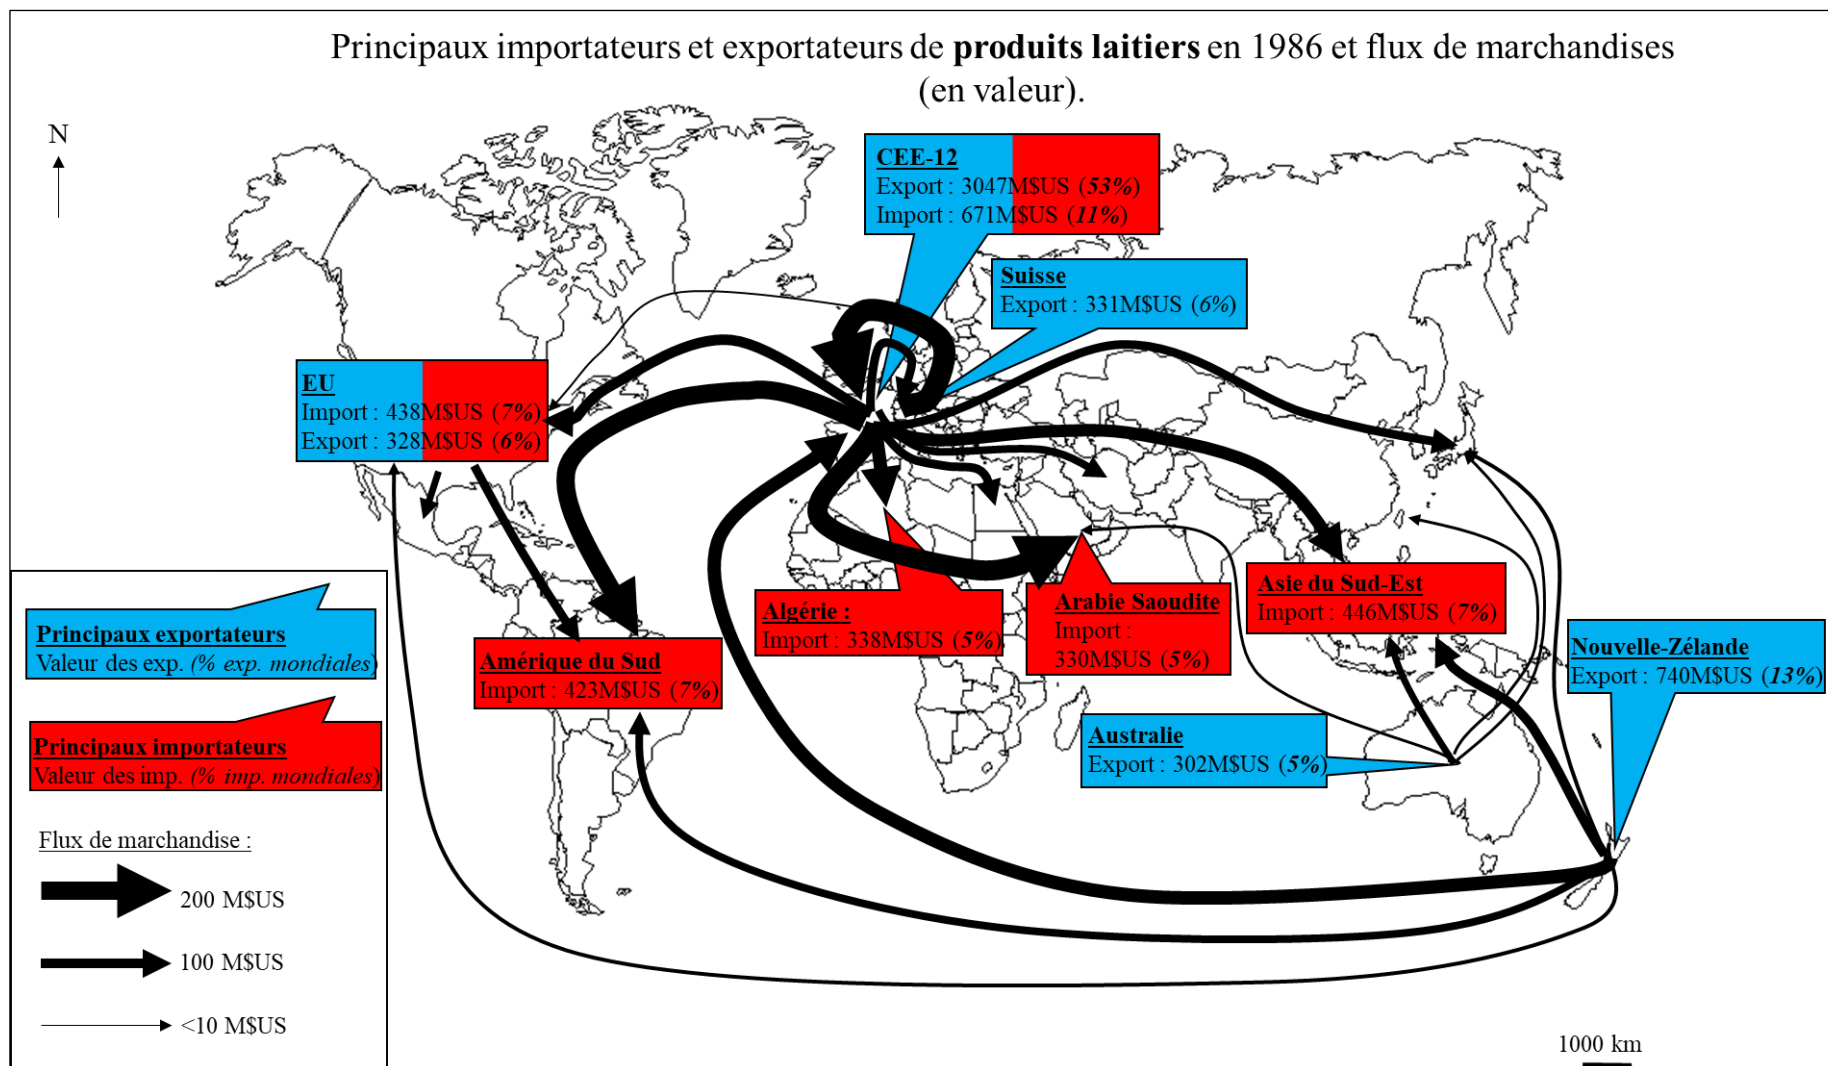 Principaux importateurs et exportateurs de produits laitiers en 1986 et flux de marchandises
(en valeur).
N
CEE-12
Export : 3047M$US (53%)
Import : 671M$US (11%)
Suisse
Export : 331M$US (6%)
EU
Import : 438M$US (7%)
Export : 328M$US (6%)
Algérie :
Import : 338M$US (5%)
Arabie Saoudite
Import :
330M$US (5%)
Asie du Sud-Est
Import : 446M$US (7%)
Amérique du Sud
Import : 423M$US (7%)
Nouvelle-Zélande
Export : 740M$US (13%)
Australie
Export : 302M$US (5%)
Principaux exportateurs
Valeur des exp. (% exp. mondiales)
Principaux importateurs
Valeur des imp. (% imp. mondiales)
Flux de marchandise :
200 M$US
100 M$US
<10 M$US
1000 km